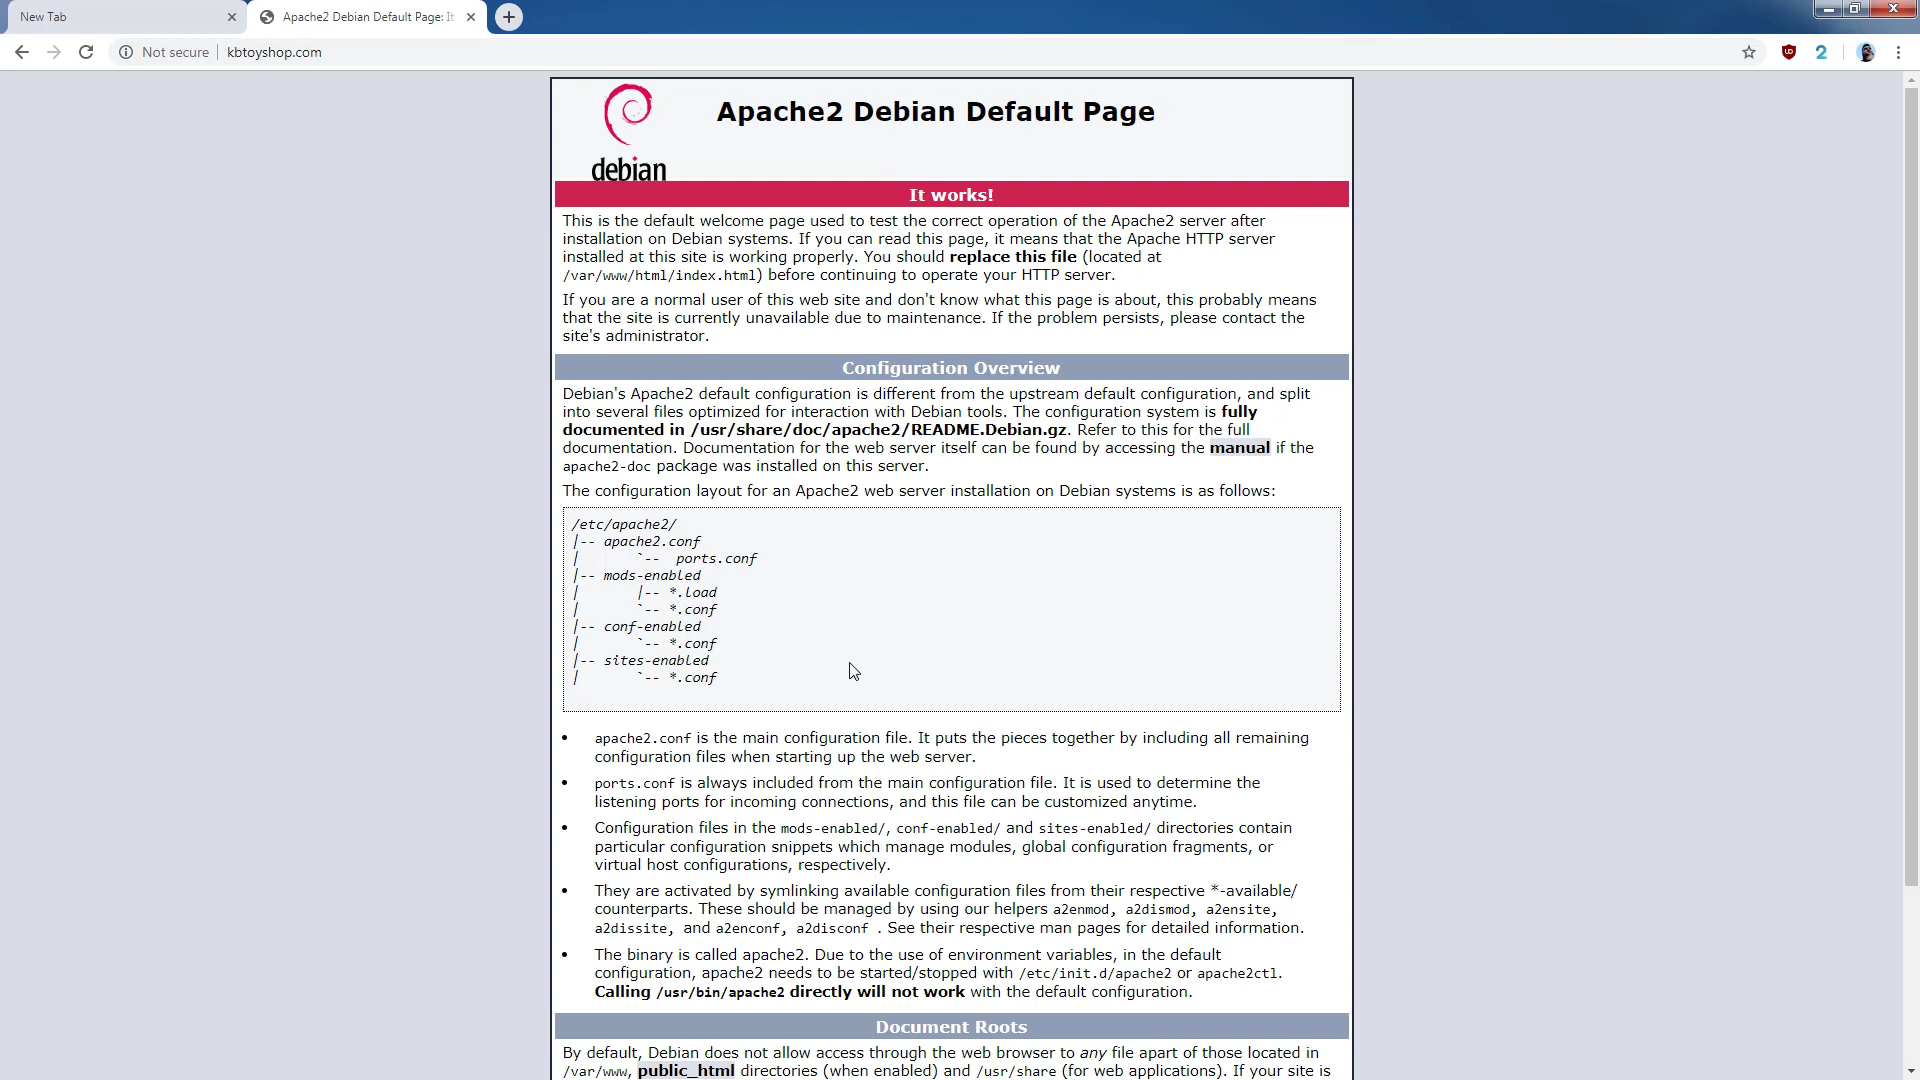 New Tab
Apache2 Debian Default Page: It
Not secure
kbtoyshop.com
2
debian
Apache2 Debian Default Page
It works!
This is the default welcome page used to test the correct operation of the Apache2 server after
installation on Debian systems. If you can read this page, it means that the Apache HTTP server
installed at this site is working properly. You should replace this file (located at
/var/www/html/index.html) before continuing to operate your HTTP server.
If you are a normal user of this web site and don't know what this page is about, this probably means
that the site is currently unavailable due to maintenance. If the problem persists, please contact the
site's administrator.
Configuration Overview
Debian's Apache2 default configuration is different from the upstream default configuration, and split
into several files optimized for interaction with Debian tools. The configuration system is fully
documented in /usr/share/doc/apache2/README.Debian.gz. Refer to this for the full
documentation. Documentation for the web server itself can be found by accessing the manual if the
apache2-doc package was installed on this server.
The configuration layout for an Apache2 web server installation on Debian systems is as follows:
/etc/apache2/
|-- apache2.conf
|       `--  ports.conf
|-- mods-enabled
|       |-- *.load
|       `-- *.conf
|-- conf-enabled
|       `-- *.conf
|-- sites-enabled
|       `-- *.conf
• apache2.conf is the main configuration file. It puts the pieces together by including all remaining
configuration files when starting up the web server.
• ports.conf is always included from the main configuration file. It is used to determine the
listening ports for incoming connections, and this file can be customized anytime.
• Configuration files in the mods-enabled/, conf-enabled/ and sites-enabled/ directories contain
particular configuration snippets which manage modules, global configuration fragments, or
virtual host configurations, respectively.
• They are activated by symlinking available configuration files from their respective *-available/
counterparts. These should be managed by using our helpers a2enmod, a2dismod, a2ensite,
a2dissite, and a2enconf, a2disconf . See their respective man pages for detailed information.
• The binary is called apache2. Due to the use of environment variables, in the default
configuration, apache2 needs to be started/stopped with /etc/init.d/apache2 or apache2ctl.
Calling /usr/bin/apache2 directly will not work with the default configuration.
Document Roots
By default, Debian does not allow access through the web browser to any file apart of those located in
/var/www, public_html directories (when enabled) and /usr/share (for web applications). If your site is